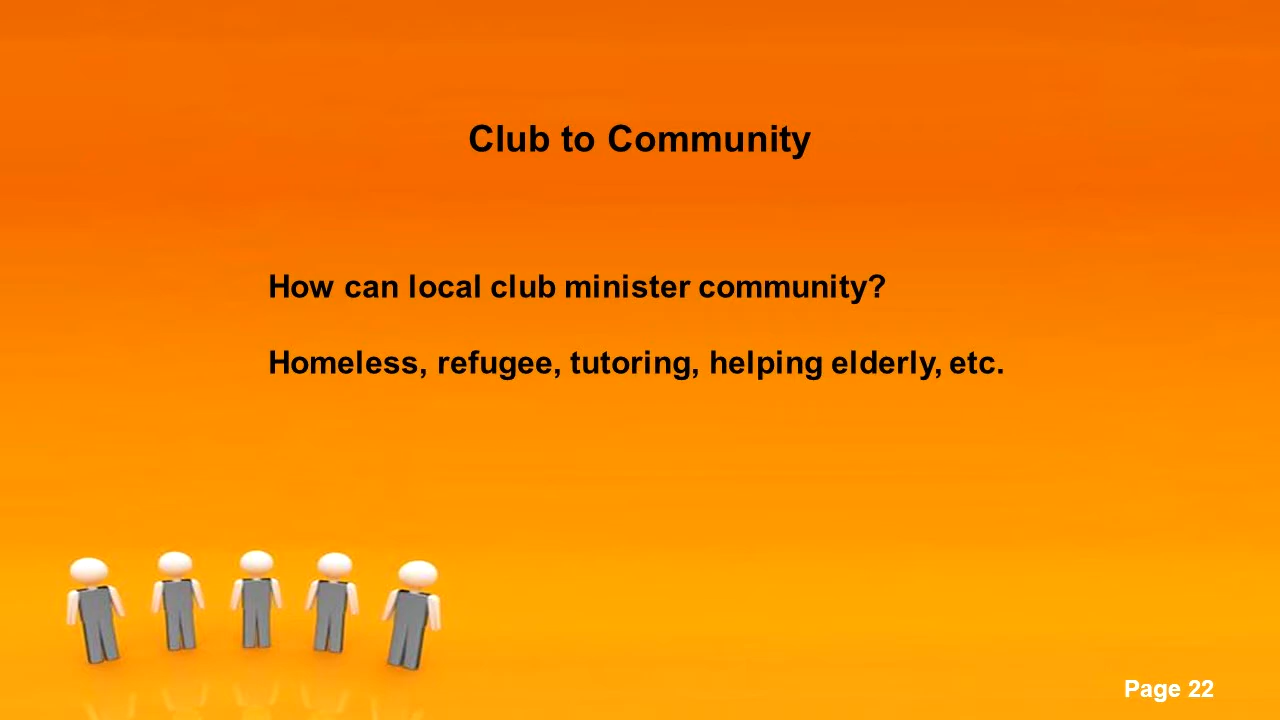 Club to Community
How can local club minister community?
Homeless, refugee, tutoring, helping elderly, etc.
Page 22